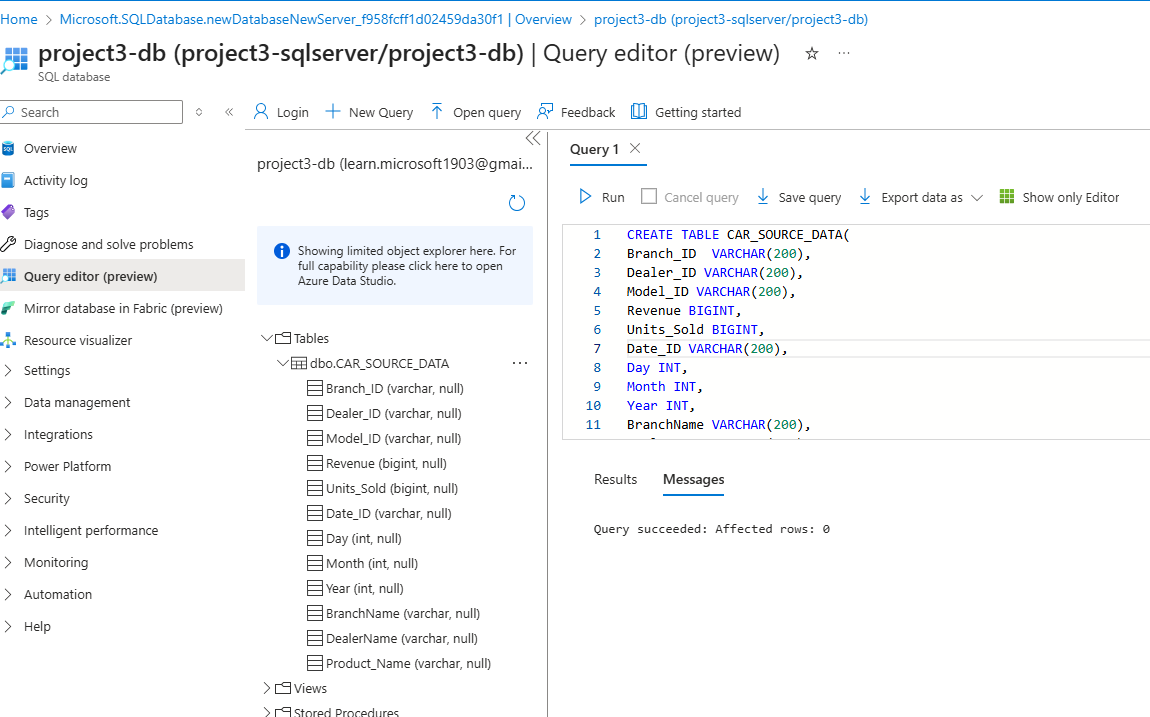 Home > Microsoft.SQLDatabase.newDatabaseNewServer_f958fcff1d02459da30f1 | Overview > project3-db (project3-sqlserver/project3-db)
project3-db (project3-sqlserver/project3-db) | Query editor (preview)
SQL database
Search
Overview
Activity log
Tags
Diagnose and solve problems
Query editor (preview)
Mirror database in Fabric (preview)
Resource visualizer
Settings
Data management
Integrations
Power Platform
Security
Intelligent performance
Monitoring
Automation
Help
Login New Query Open query Feedback Getting started
project3-db (learn.microsoft1903@gmai...
Showing limited object explorer here. For
full capability please click here to open
Azure Data Studio.
Tables
dbo.CAR_SOURCE_DATA
Branch_ID (varchar, null)
Dealer_ID (varchar, null)
Model_ID (varchar, null)
Revenue (bigint, null)
Units_Sold (bigint, null)
Date_ID (varchar, null)
Day (int, null)
Month (int, null)
Year (int, null)
BranchName (varchar, null)
DealerName (varchar, null)
Product_Name (varchar, null)
Views
Stored Procedures
Query 1
Run Cancel query Save query Export data as Show only Editor
1 CREATE TABLE CAR_SOURCE_DATA(
2 Branch_ID  VARCHAR(200),
3 Dealer_ID VARCHAR(200),
4 Model_ID VARCHAR(200),
5 Revenue BIGINT,
6 Units_Sold BIGINT,
7 Date_ID VARCHAR(200),
8 Day INT,
9 Month INT,
10 Year INT,
11 BranchName VARCHAR(200),
Results Messages
Query succeeded: Affected rows: 0